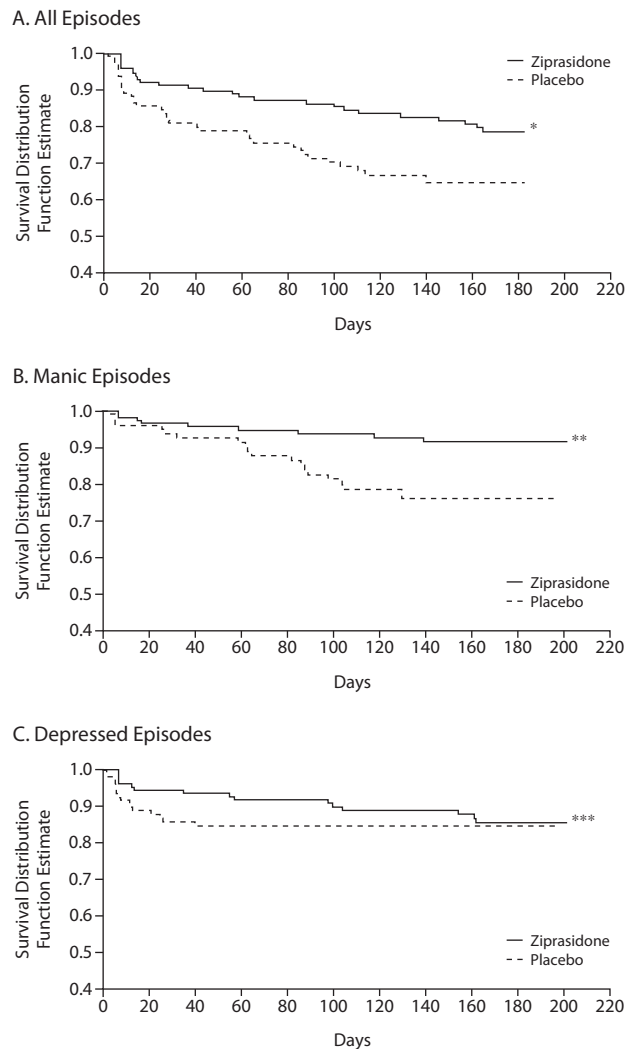 A. All Episodes
Survival Distribution
Function Estimate
1.0
0.9
0.8
0.7
0.6
0.5
0.4
Ziprasidone
Placebo
*
0 20 40 60 80 100 120 140 160 180 200 220
Days
B. Manic Episodes
Survival Distribution
Function Estimate
1.0
0.9
0.8
0.7
0.6
0.5
0.4
**
Ziprasidone
Placebo
0 20 40 60 80 100 120 140 160 180 200 220
Days
C. Depressed Episodes
Survival Distribution
Function Estimate
1.0
0.9
0.8
0.7
0.6
0.5
0.4
***
Ziprasidone
Placebo
0 20 40 60 80 100 120 140 160 180 200 220
Days